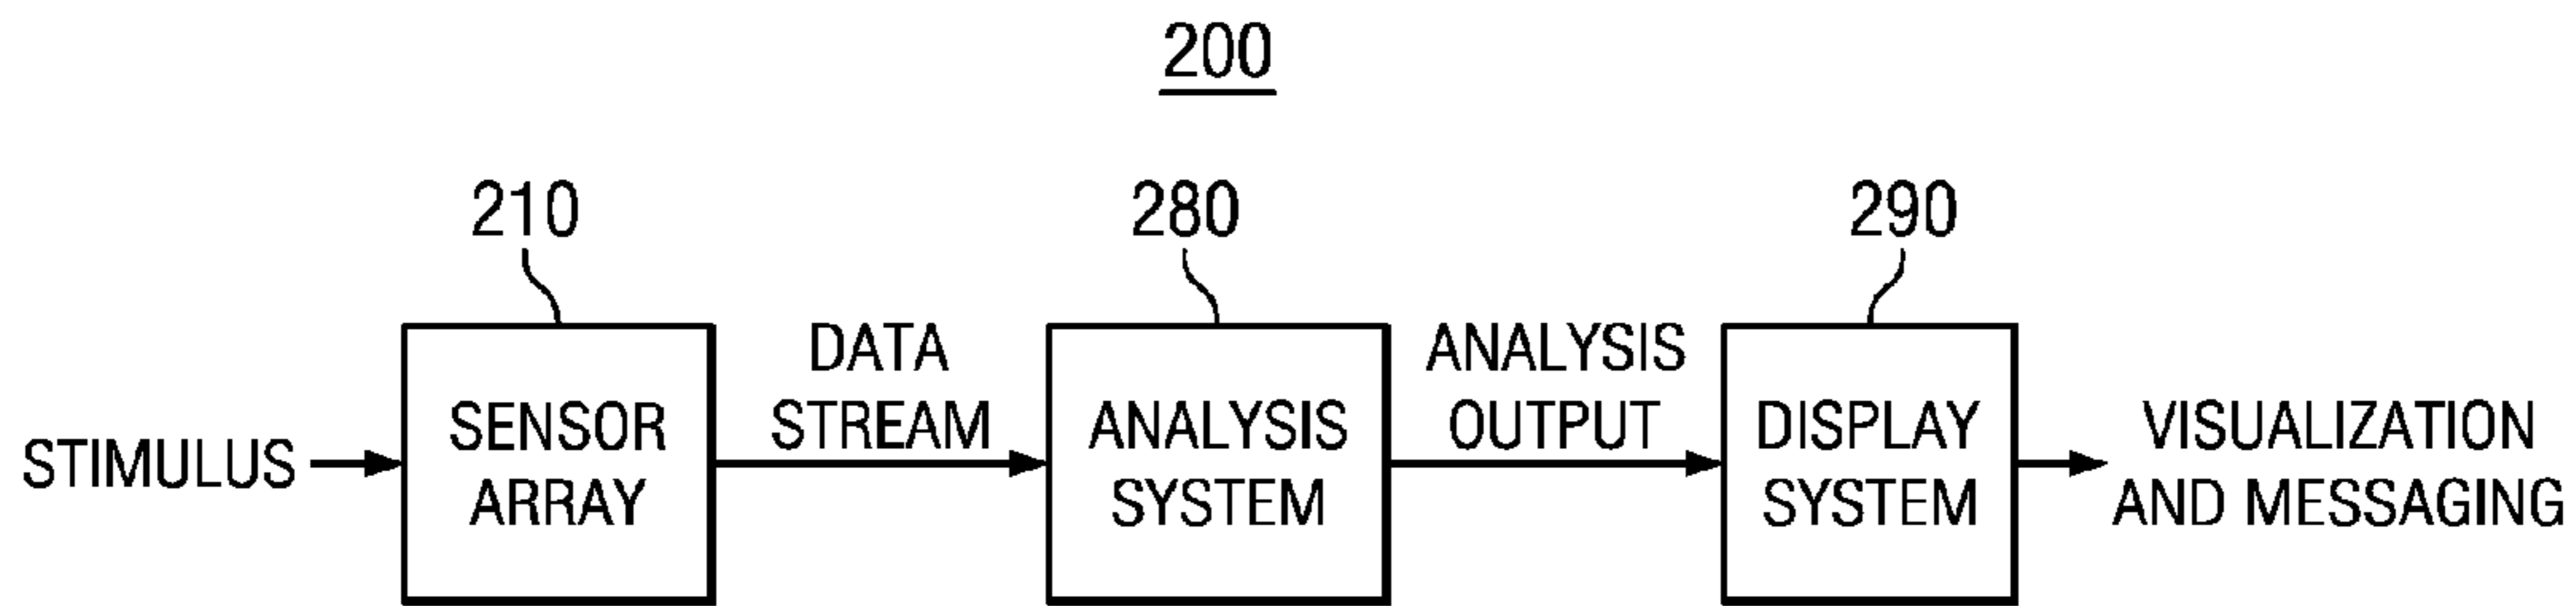 200
210
280
290
STIMULUS
SENSOR
ARRAY
DATA
STREAM
ANALYSIS
SYSTEM
ANALYSIS
OUTPUT
DISPLAY
SYSTEM
VISUALIZATION
AND MESSAGING